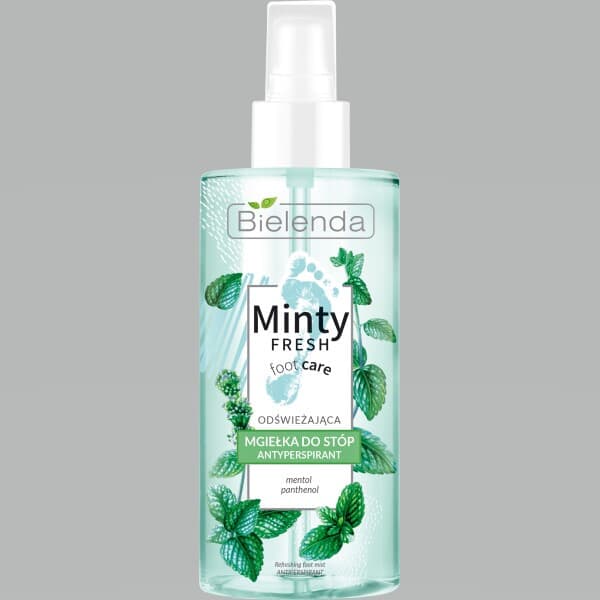 Bielenda
Minty
FRESH
foot care
ODŚWIEŻAJĄCA
MGIEŁKA DO STÓP
ANTYPERSPIRANT
mentol
panthenol
Refreshing foot mist
ANTIPERSPIRANT